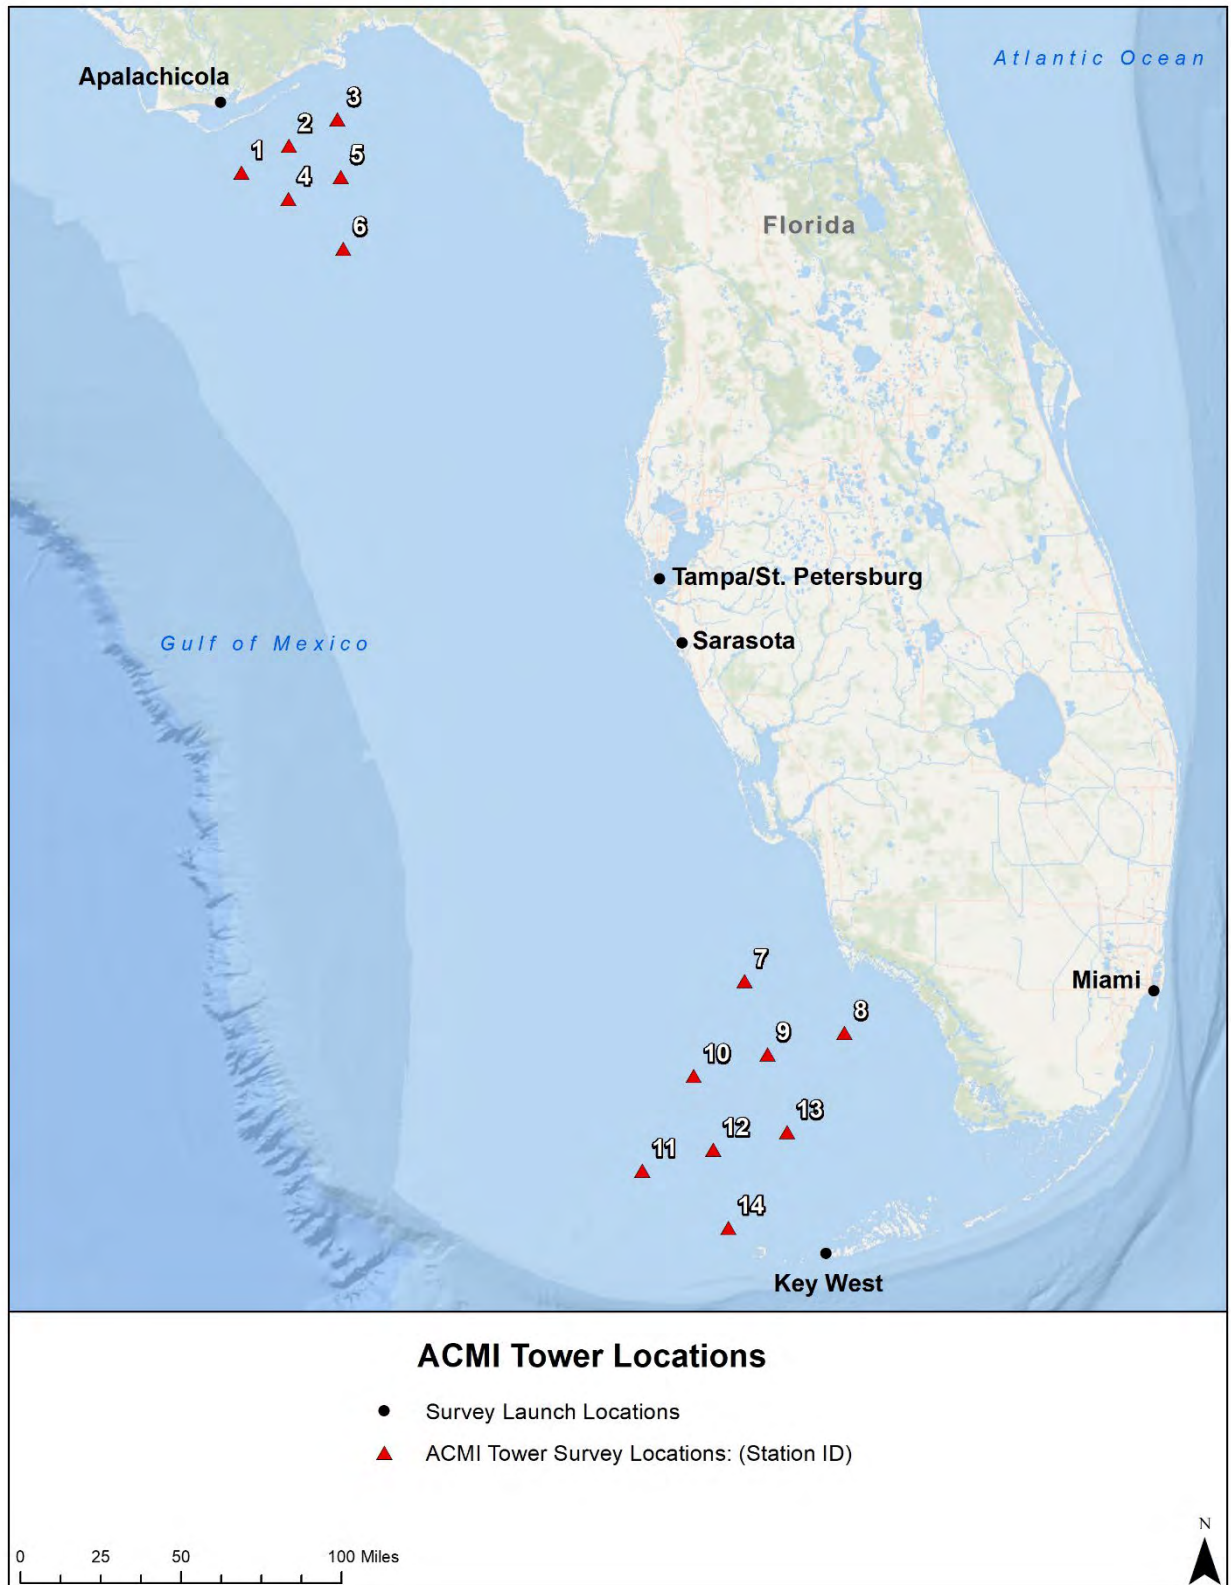 Atlantic Ocean
Apalachicola
3
2
1
5
4
6
Florida
Tampa/St. Petersburg
Gulf of Mexico
Sarasota
7
Miami
8
9
10
13
12
11
14
Key West
ACMI Tower Locations
Survey Launch Locations
ACMI Tower Survey Locations: (Station ID)
N
0 25 50 100 Miles